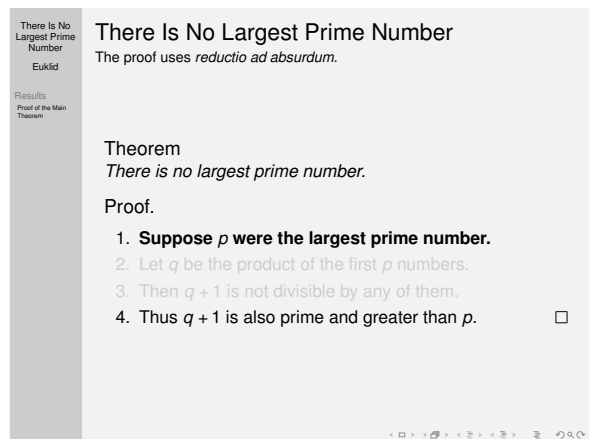 There Is No
Largest Prime
Number
Euklid
Results
Proof of the Main
Theorem
There Is No Largest Prime Number
The proof uses reductio ad absurdum.
Theorem
There is no largest prime number.
Proof.
1. Suppose p were the largest prime number.
2. Let q be the product of the first p numbers.
3. Then q + 1 is not divisible by any of them.
4. Thus q + 1 is also prime and greater than p. □